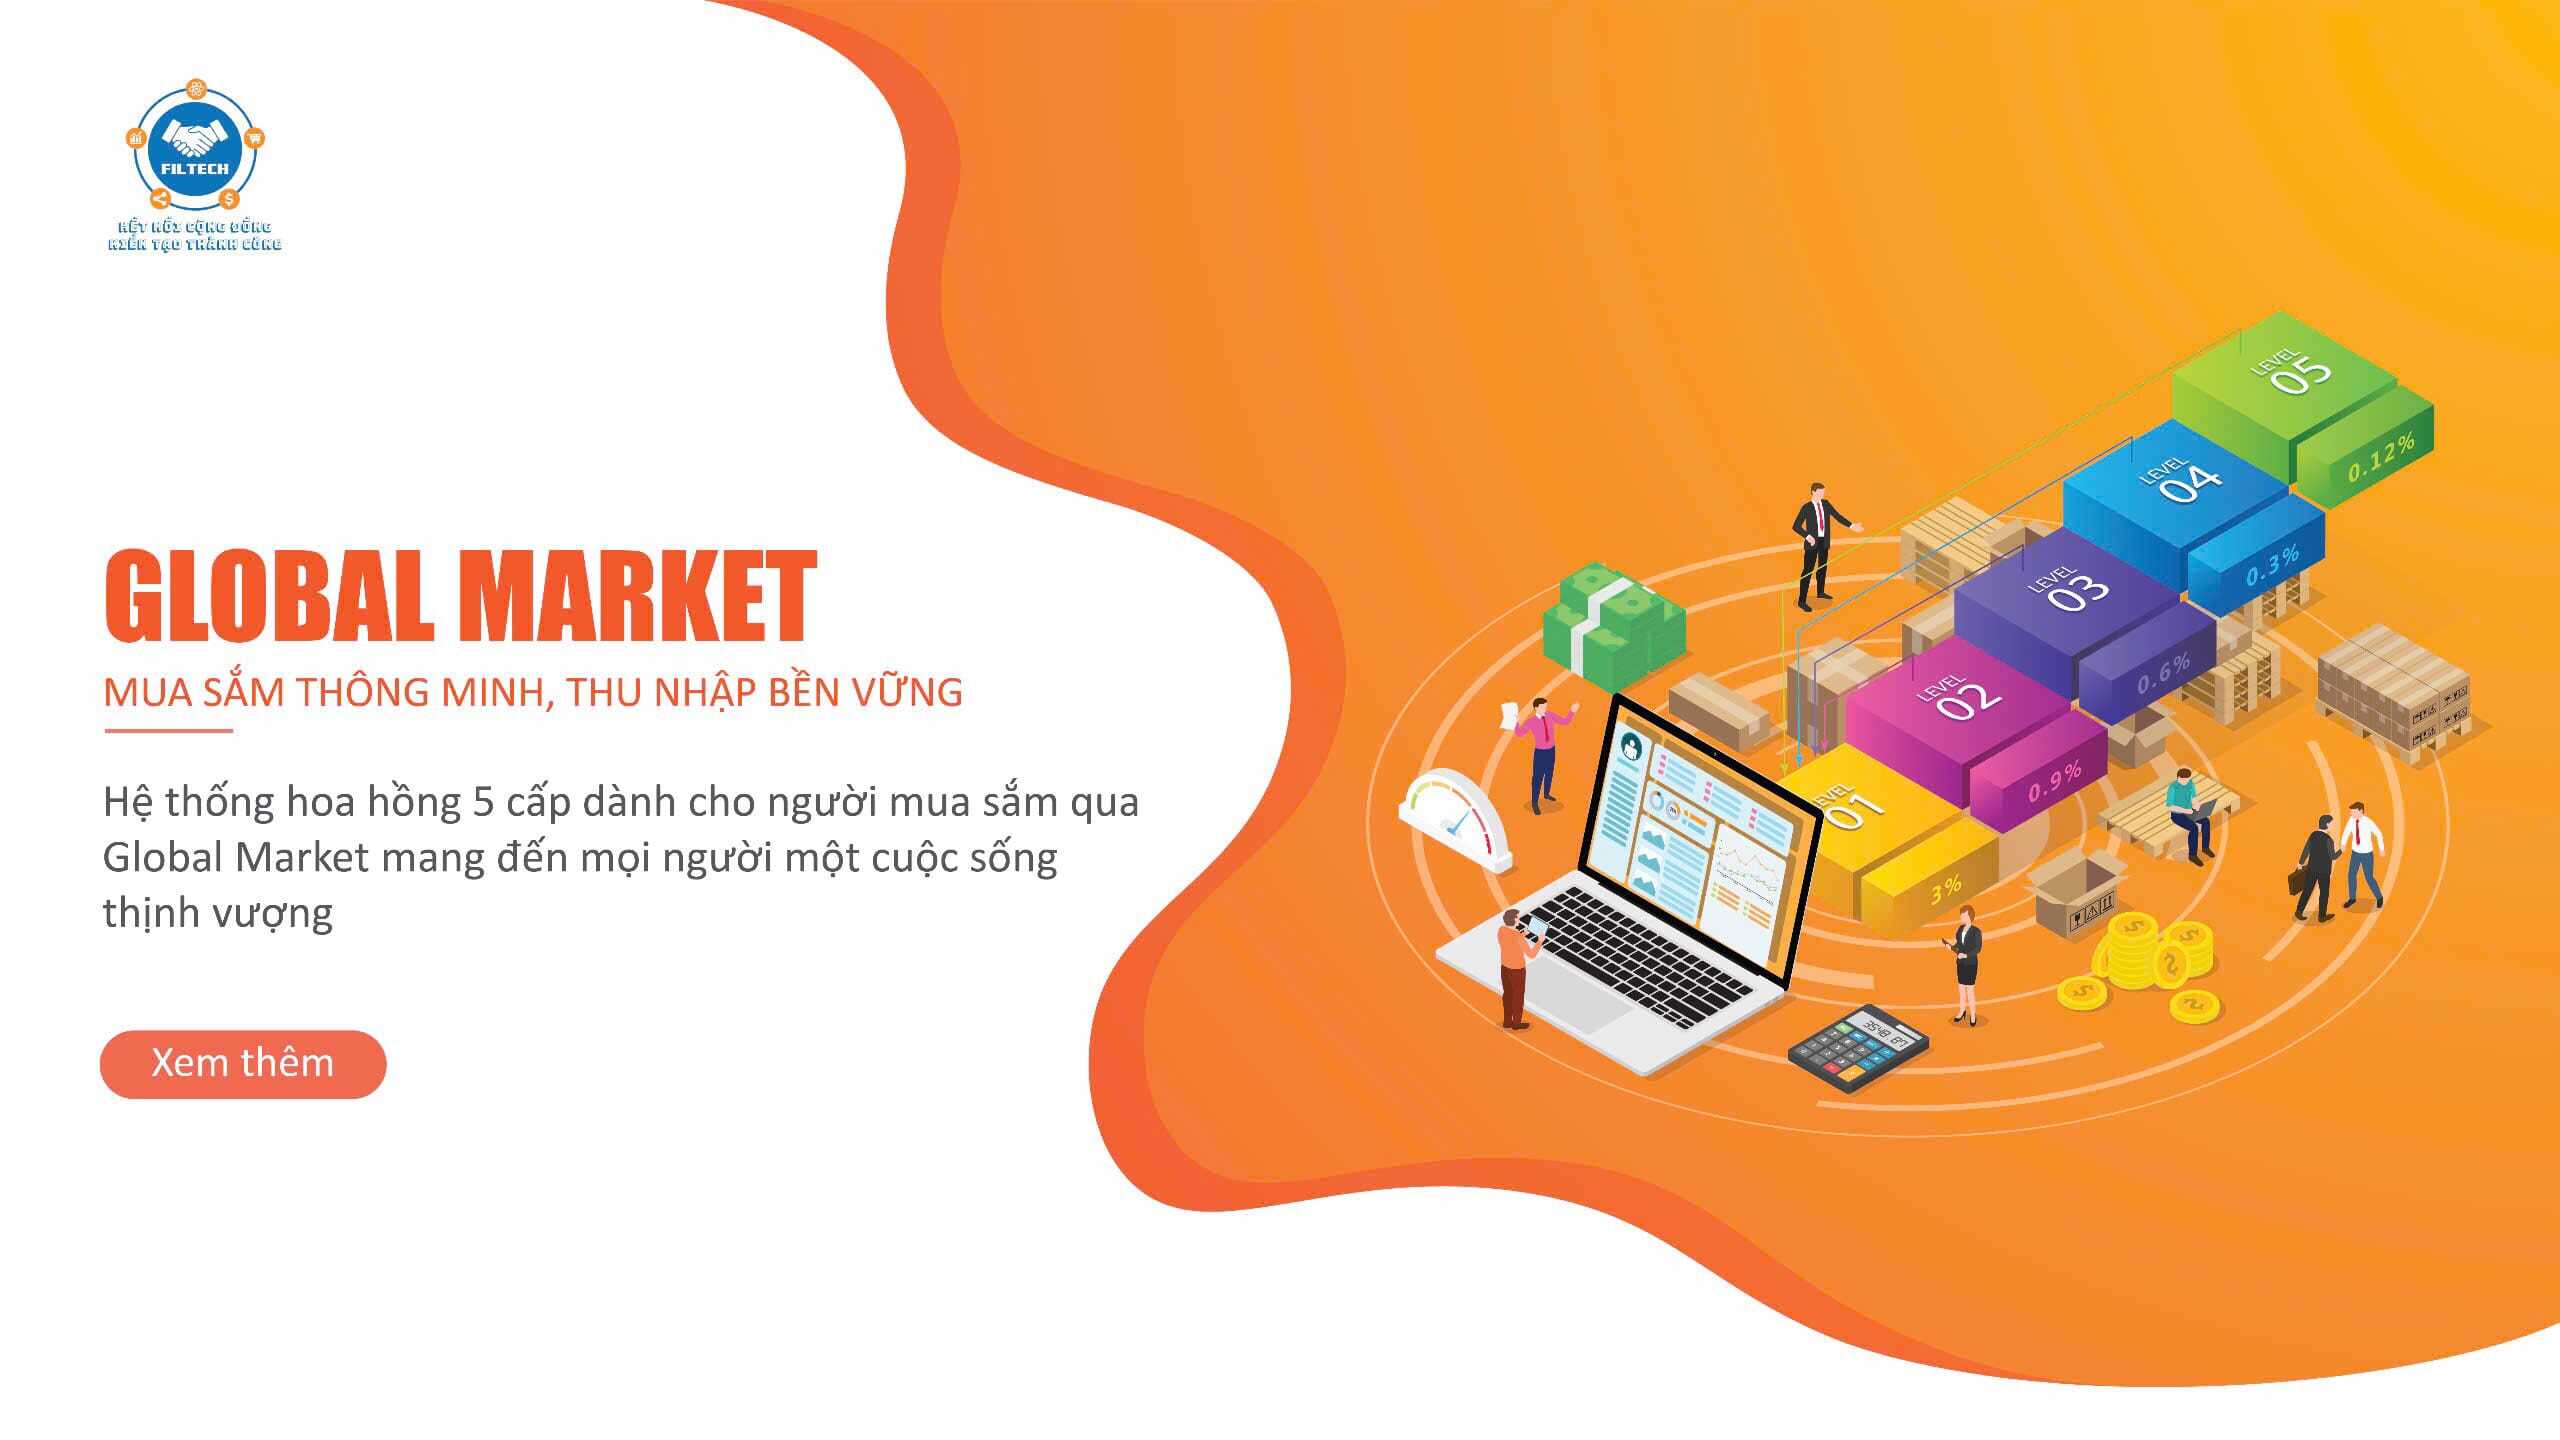 FILTECH
KẾT NỐI CỘNG ĐỒNG
KIẾN TẠO THÀNH CÔNG
GLOBAL MARKET
MUA SẮM THÔNG MINH, THU NHẬP BỀN VỮNG
Hệ thống hoa hồng 5 cấp dành cho người mua sắm qua
Global Market mang đến mọi người một cuộc sống
thịnh vượng
Xem thêm
LEVEL
05
0.12%
LEVEL
04
0.3%
LEVEL
03
0.6%
LEVEL
02
0.9%
LEVEL
01
3%
3548.87